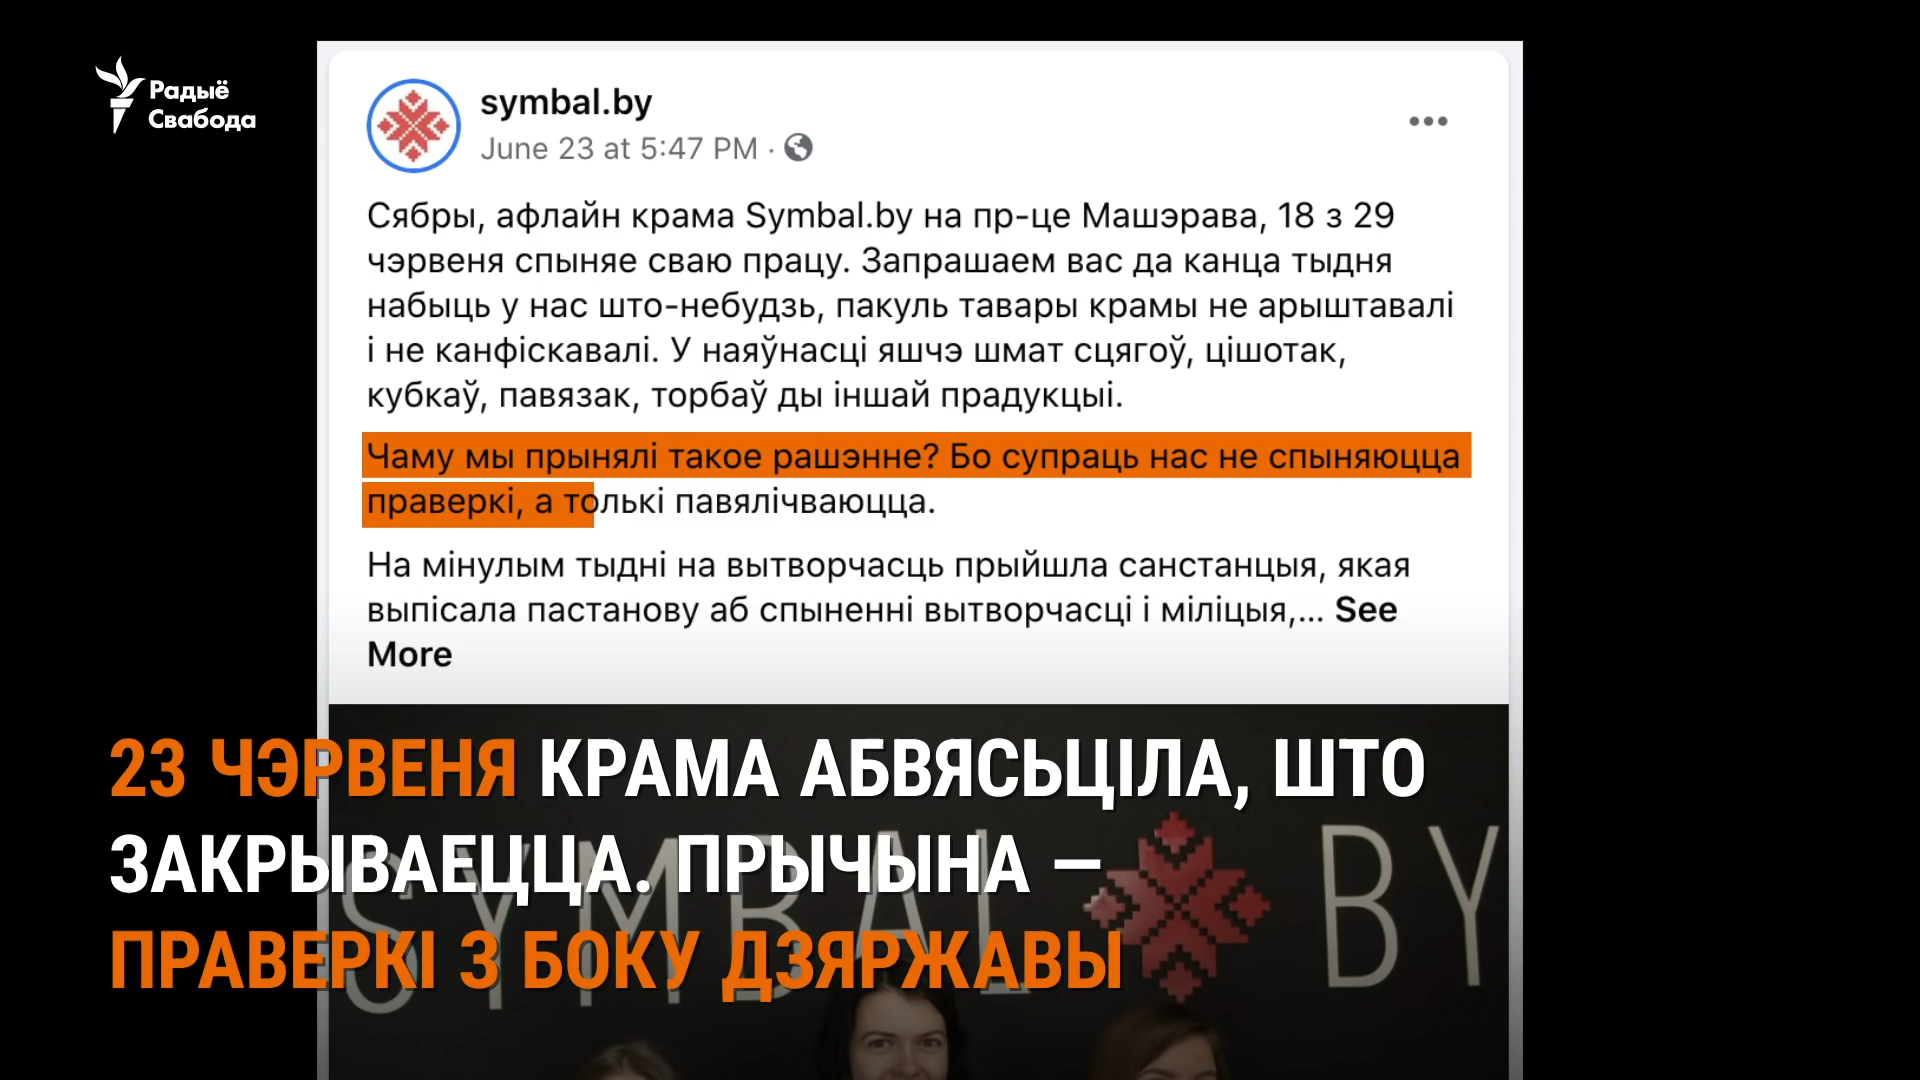 Радыё
Свабода
symbal.by
June 23 at 5:47 PM ·
Сябры, афлайн крама Symbal.by на пр-це Машэрава, 18 з 29
чэрвеня спыняе сваю працу. Запрашаем вас да канца тыдня
набыць у нас што-небудзь, пакуль тавары крамы не арыштавалі
і не канфіскавалі. У наяўнасці яшчэ шмат сцягоў, цішотак,
кубкаў, павязак, торбаў ды іншай прадукцыі.
Чаму мы прынялі такое рашэнне? Бо супраць нас не спыняюцца
праверкі, а толькі павялічваюцца.
На мінулым тыдні на вытворчасць прыйшла санстанцыя, якая
выпісала пастанову аб спыненні вытворчасці і міліцыя,... See
More
23 ЧЭРВЕНЯ КРАМА АБВЯСЬЦІЛА, ШТО
ЗАКРЫВАЕЦЦА. ПРЫЧЫНА —
ПРАВЕРКІ З БОКУ ДЗЯРЖАВЫ
SYMBAL BY